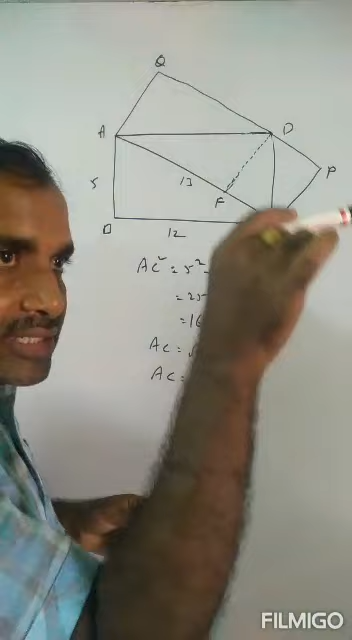 Q
A
D
P
5
13
F
B
12
AC² = 5²
= 25
= 16
AC =
AC =
FILMIGO